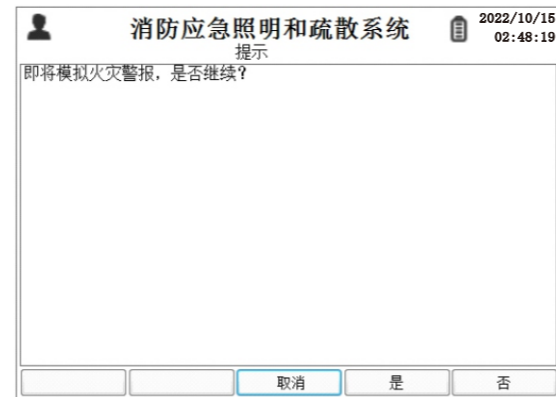 消防应急照明和疏散系统
2022/10/15
02:48:19
提示
即将模拟火灾警报，是否继续?
取消
是
否